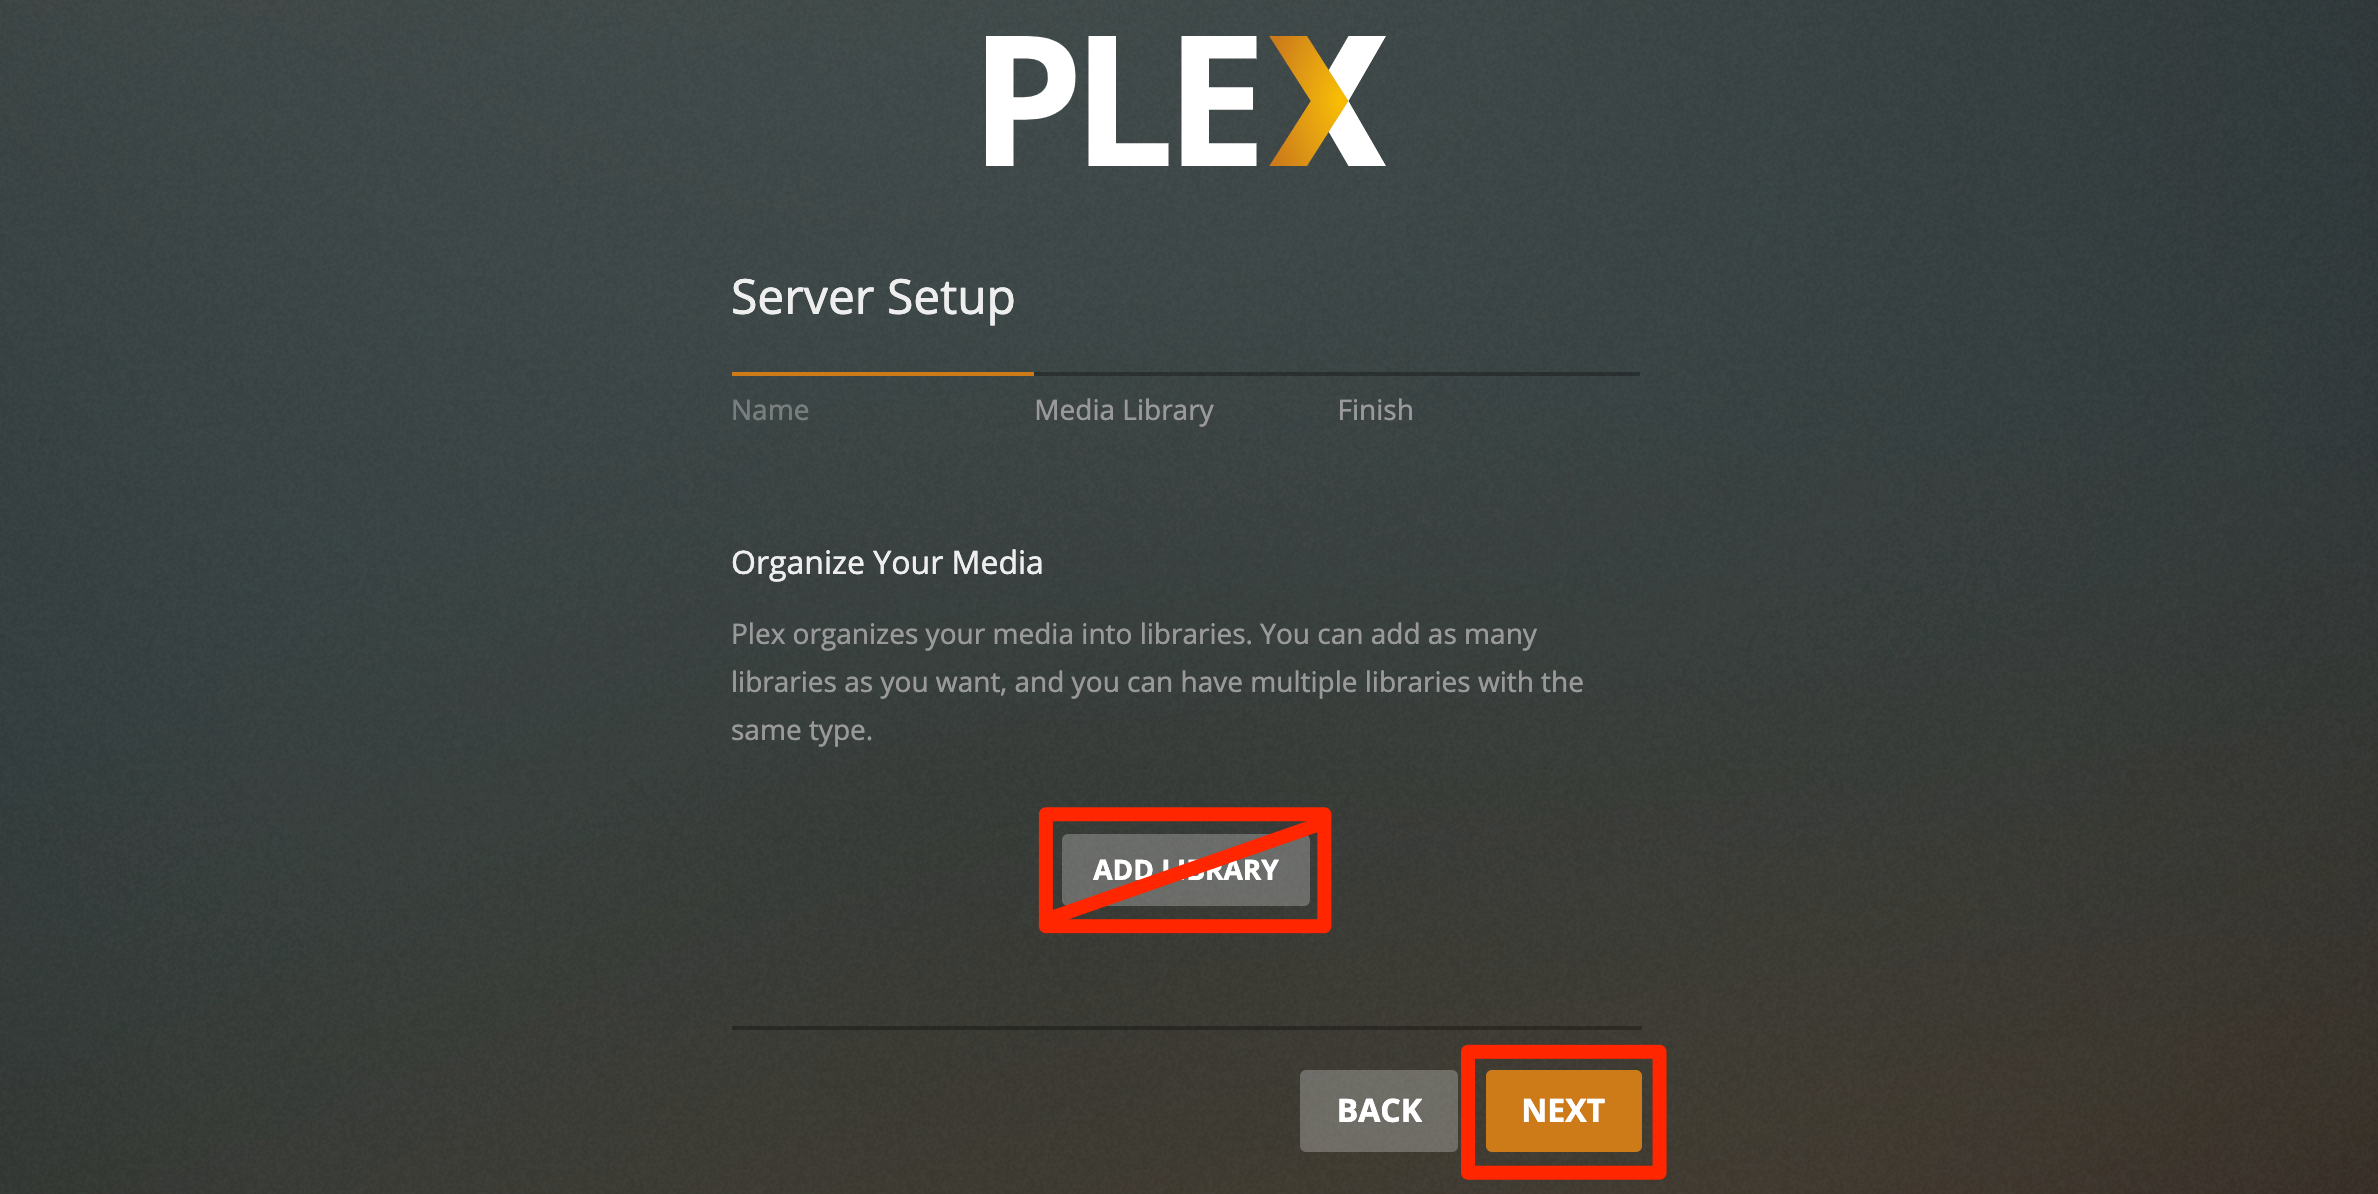 PLEX
Server Setup
Name Media Library Finish
Organize Your Media
Plex organizes your media into libraries. You can add as many
libraries as you want, and you can have multiple libraries with the
same type.
ADD LIBRARY
BACK NEXT